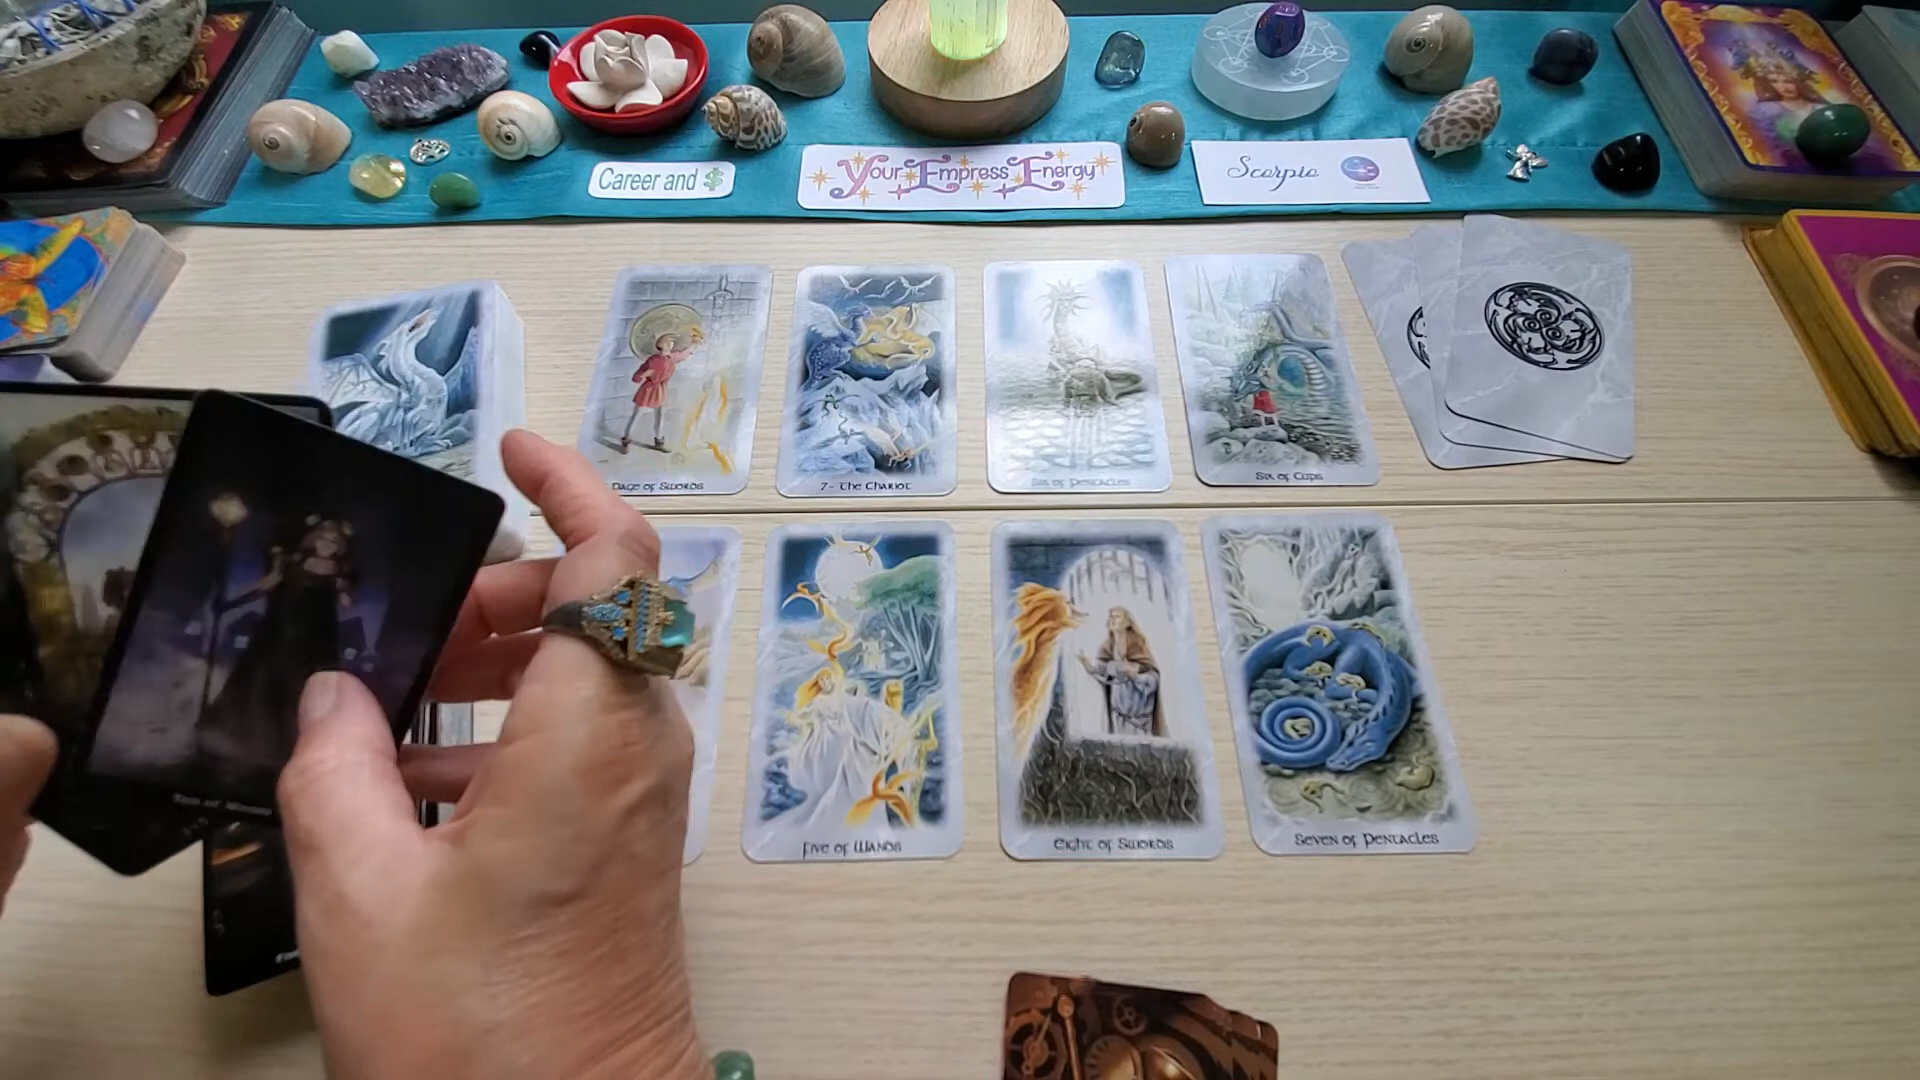 Career and $
Your Empress Energy
Scorpio
Page of Swords
7 - The Chariot
Six of Pentacles
Six of Cups
Five of Wands
Eight of Swords
Seven of Pentacles